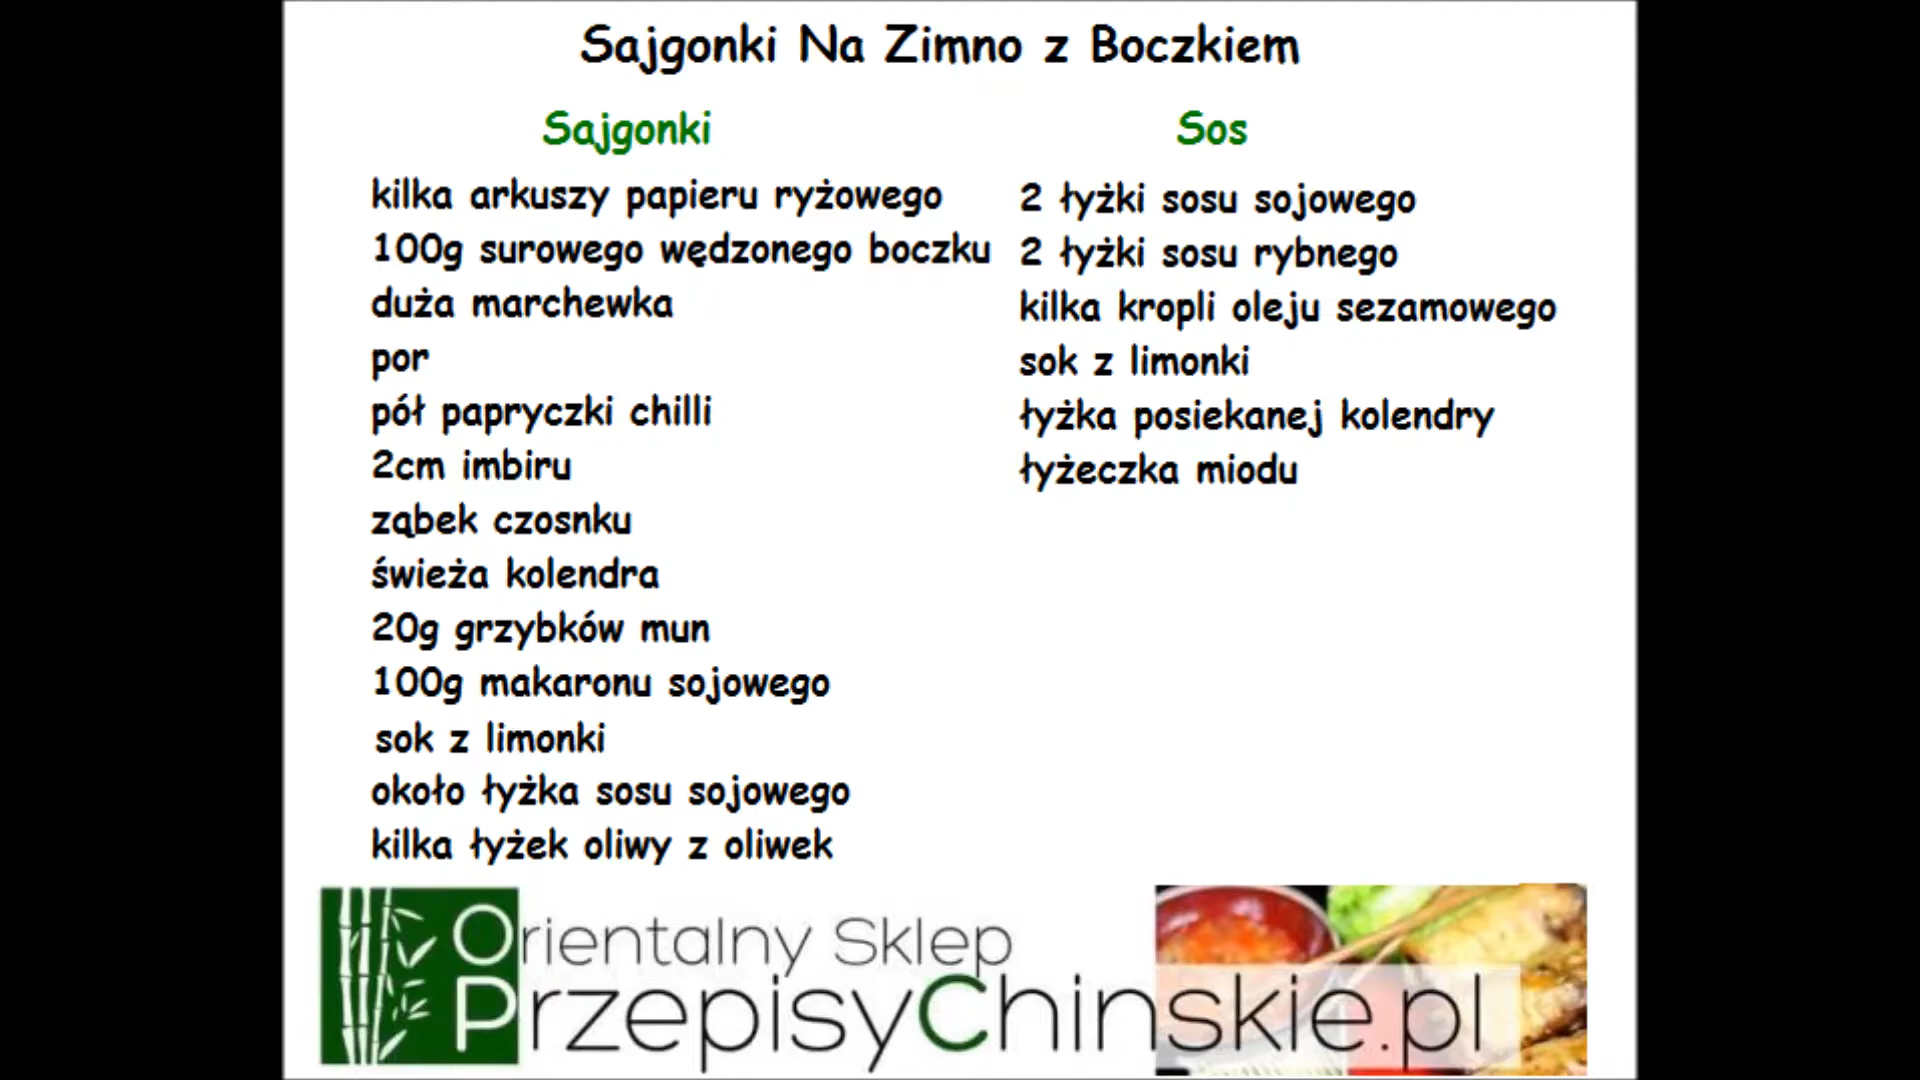 Sajgonki Na Zimno z Boczkiem
Sajgonki
kilka arkuszy papieru ryżowego
100g surowego wędzonego boczku
duża marchewka
por
pół papryczki chilli
2cm imbiru
ząbek czosnku
świeża kolendra
20g grzybków mun
100g makaronu sojowego
sok z limonki
około łyżka sosu sojowego
kilka łyżek oliwy z oliwek
Sos
2 łyżki sosu sojowego
2 łyżki sosu rybnego
kilka kropli oleju sezamowego
sok z limonki
łyżka posiekanej kolendry
łyżeczka miodu
Orientalny Sklep
PrzepisyChinskie.pl